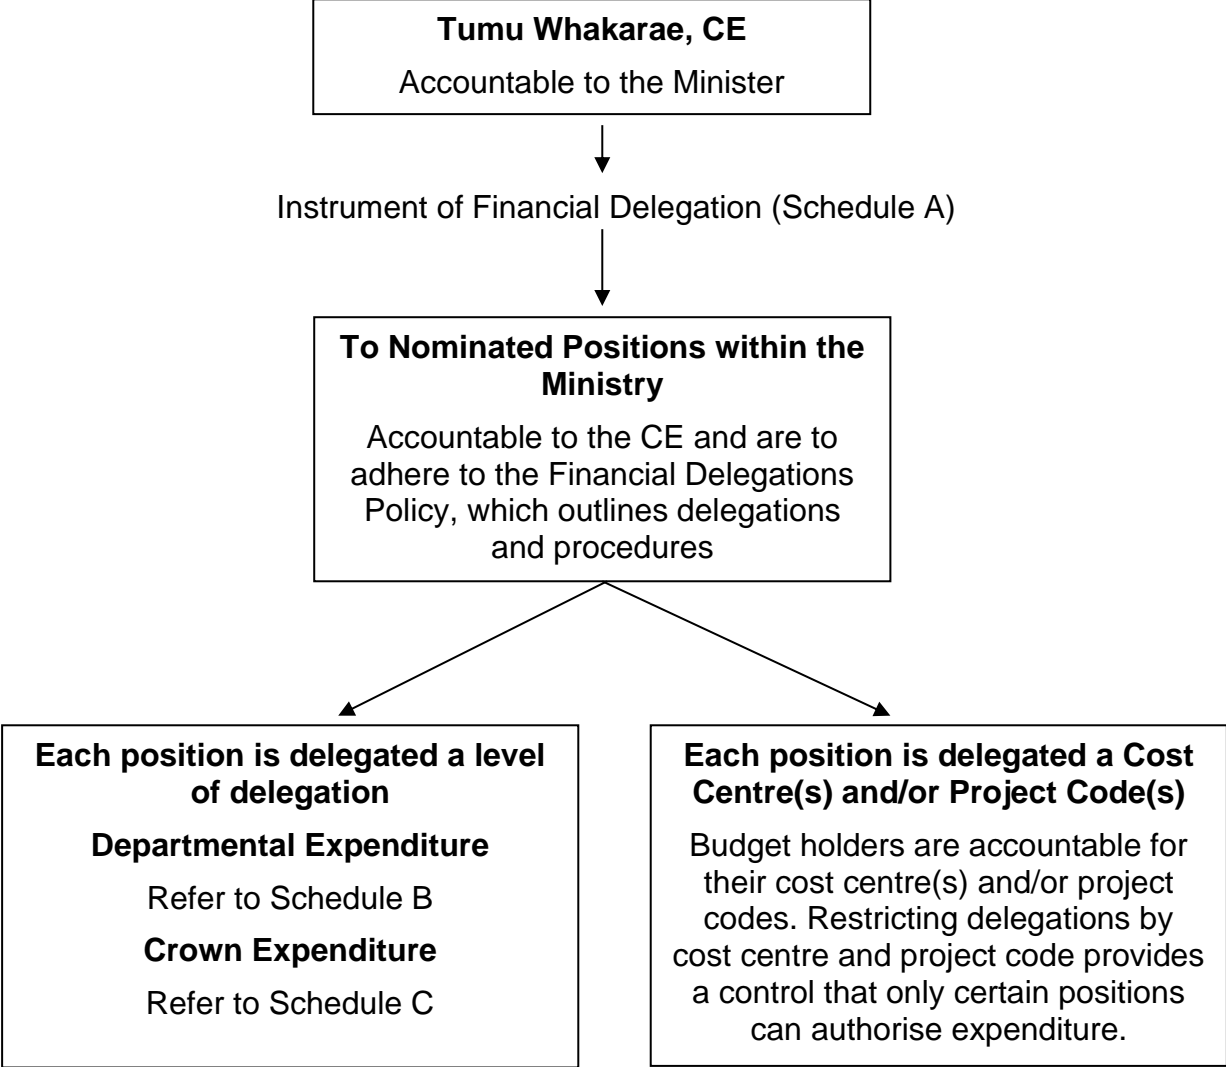 Tumu Whakarae, CE
Accountable to the Minister
Instrument of Financial Delegation (Schedule A)
To Nominated Positions within the
Ministry
Accountable to the CE and are to
adhere to the Financial Delegations
Policy, which outlines delegations
and procedures
Each position is delegated a level
of delegation
Departmental Expenditure
Refer to Schedule B
Crown Expenditure
Refer to Schedule C
Each position is delegated a Cost
Centre(s) and/or Project Code(s)
Budget holders are accountable for
their cost centre(s) and/or project
codes. Restricting delegations by
cost centre and project code provides
a control that only certain positions
can authorise expenditure.